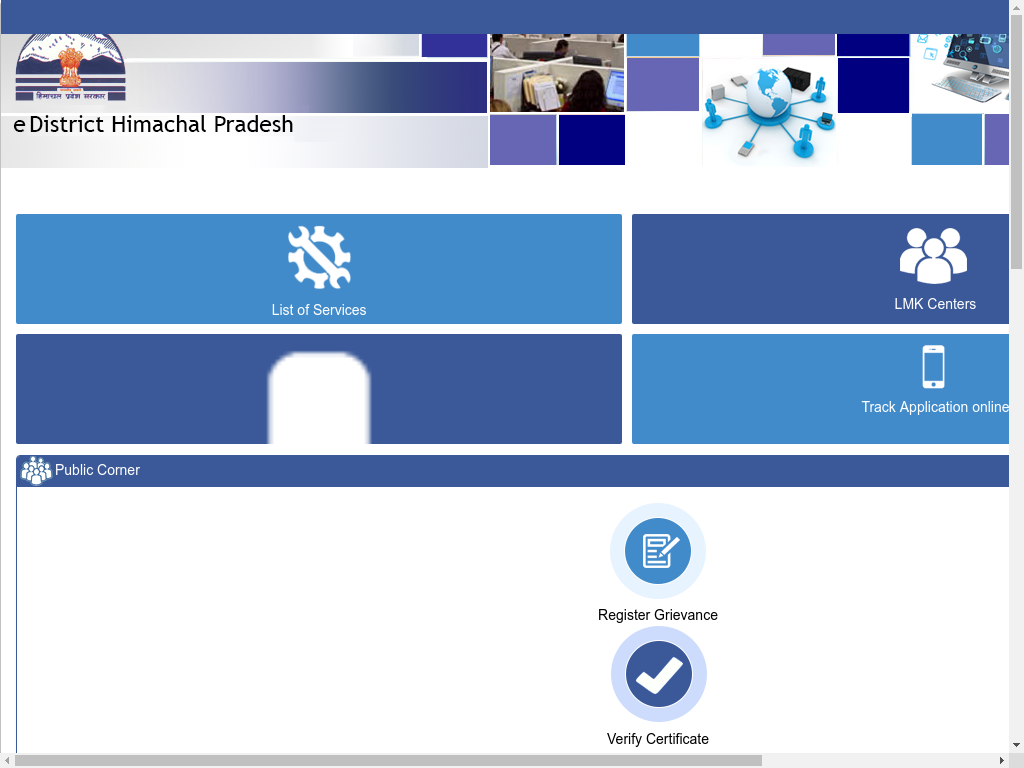 हिमाचल प्रदेश सरकार
e District Himachal Pradesh
List of Services
LMK Centers
Track Application online
Public Corner
Register Grievance
Verify Certificate